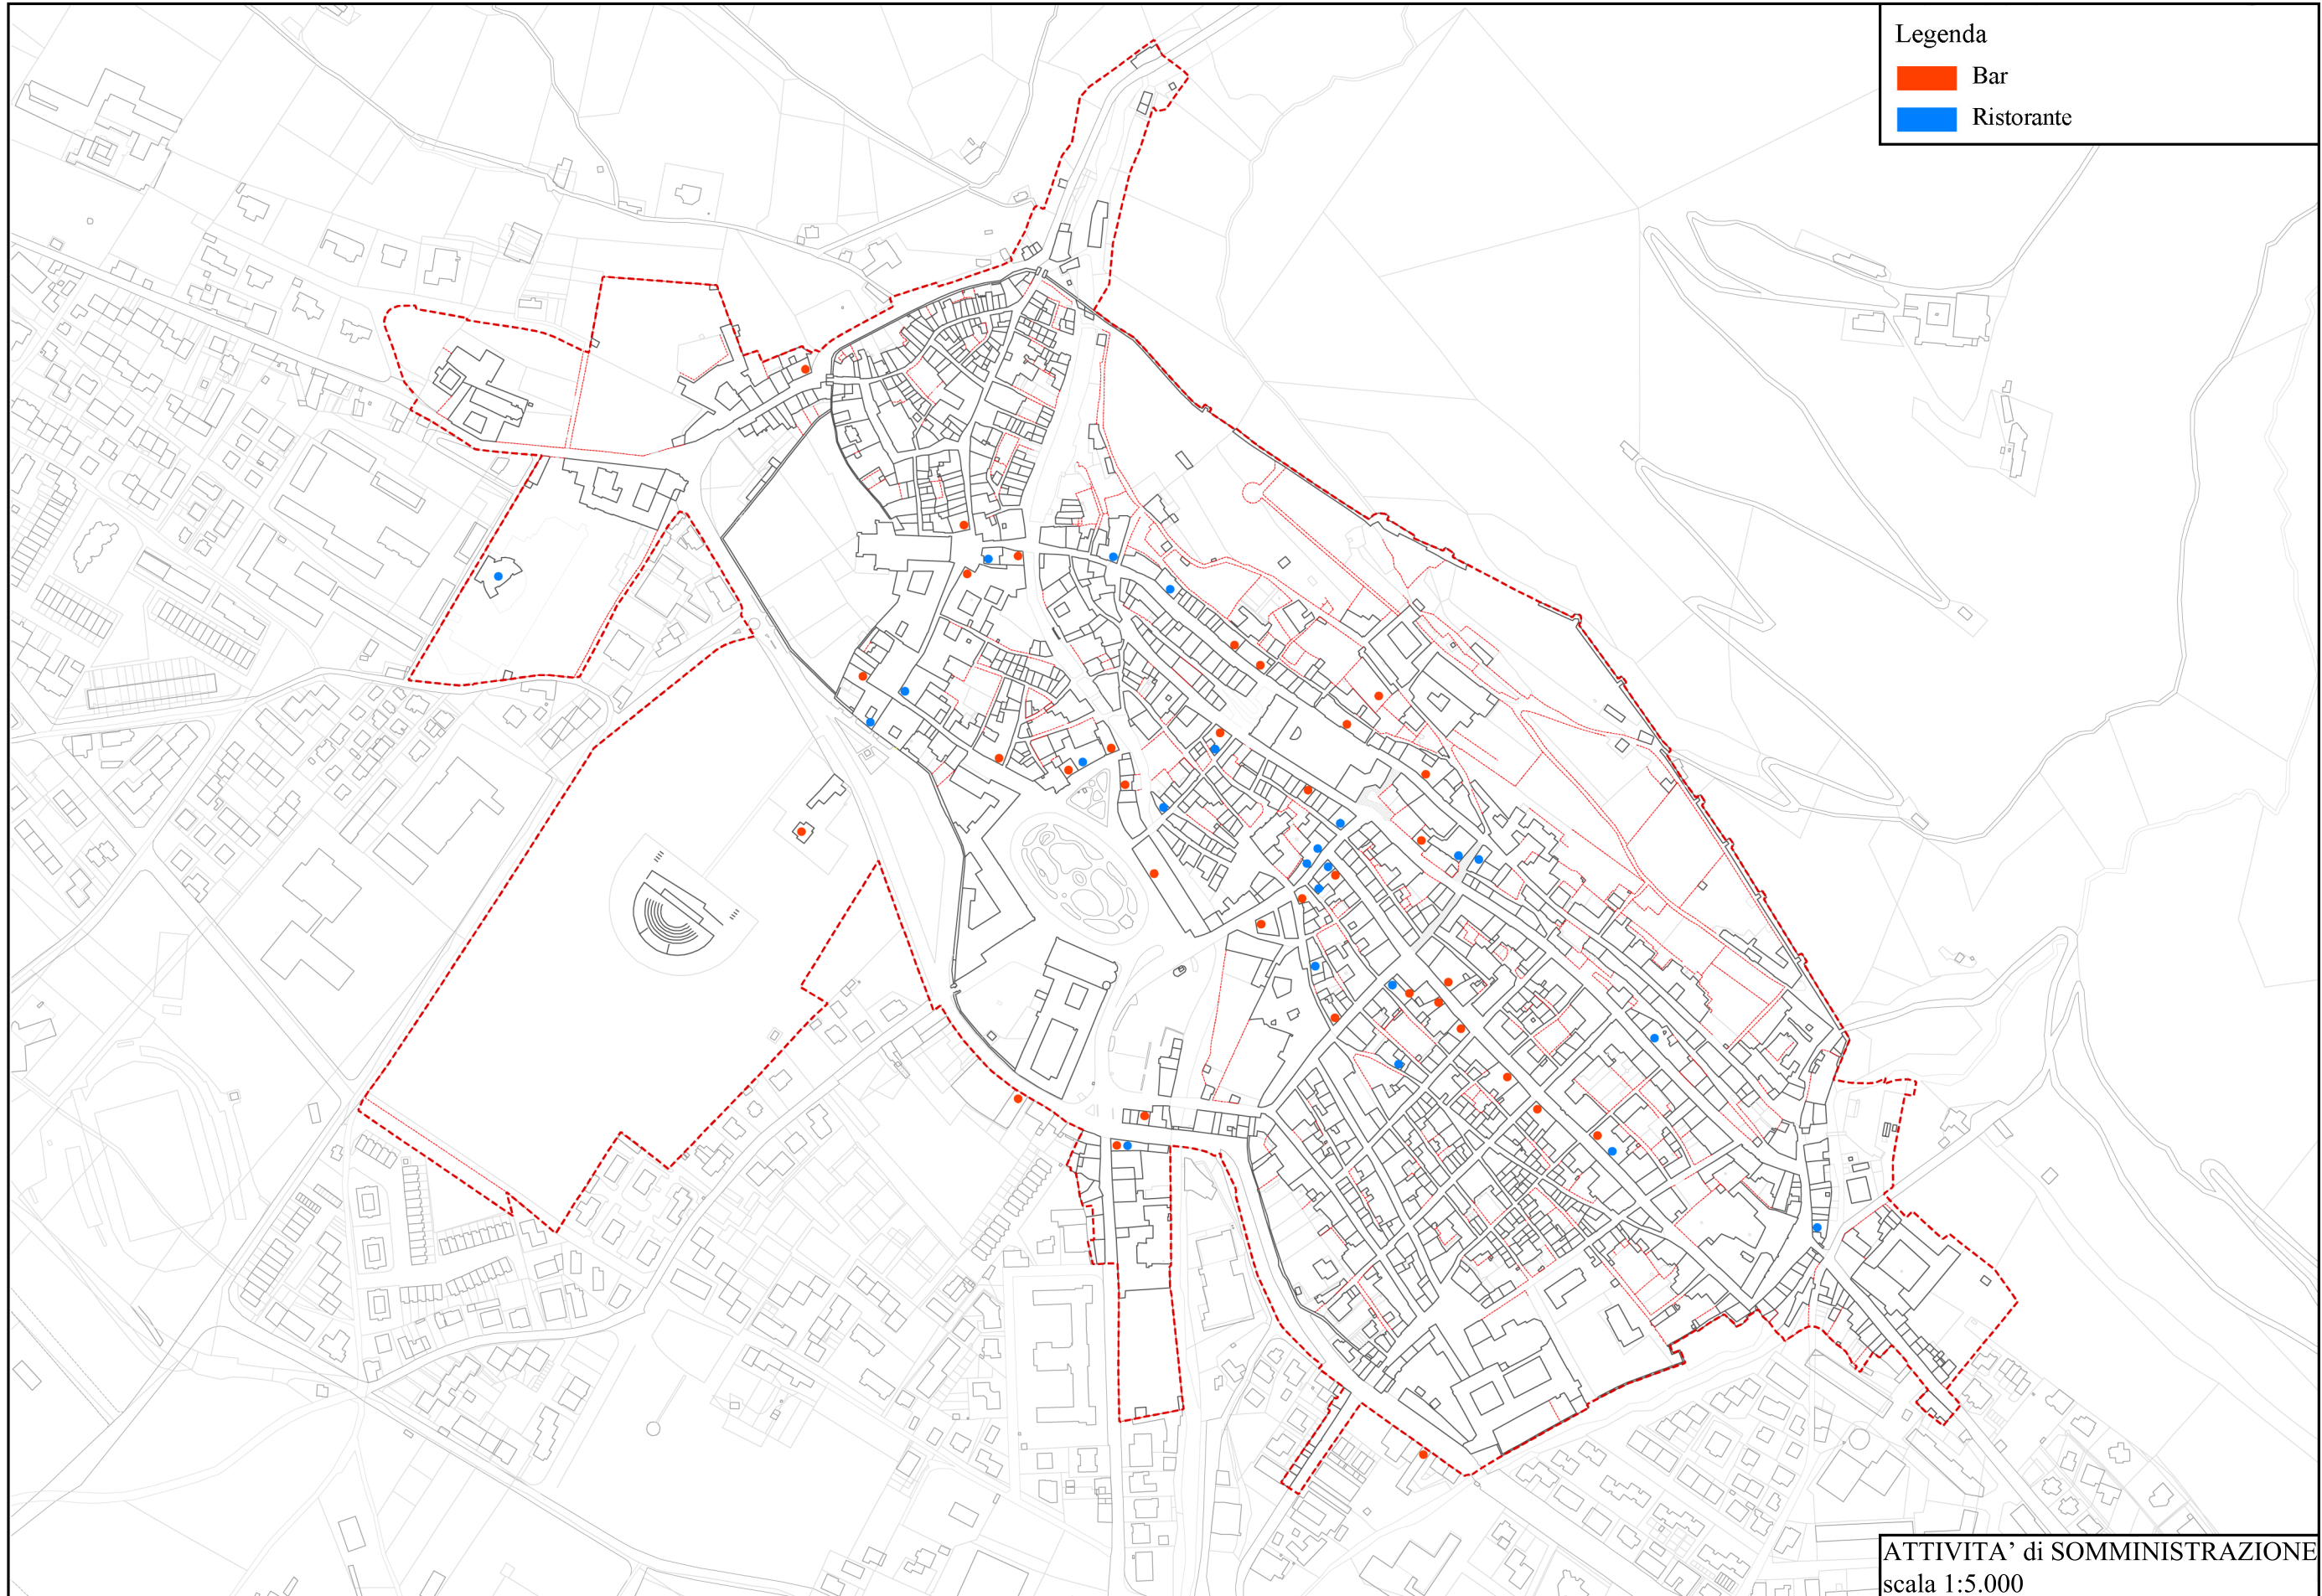 Legenda
Bar
Ristorante
ATTIVITA’ di SOMMINISTRAZIONE
scala 1:5.000